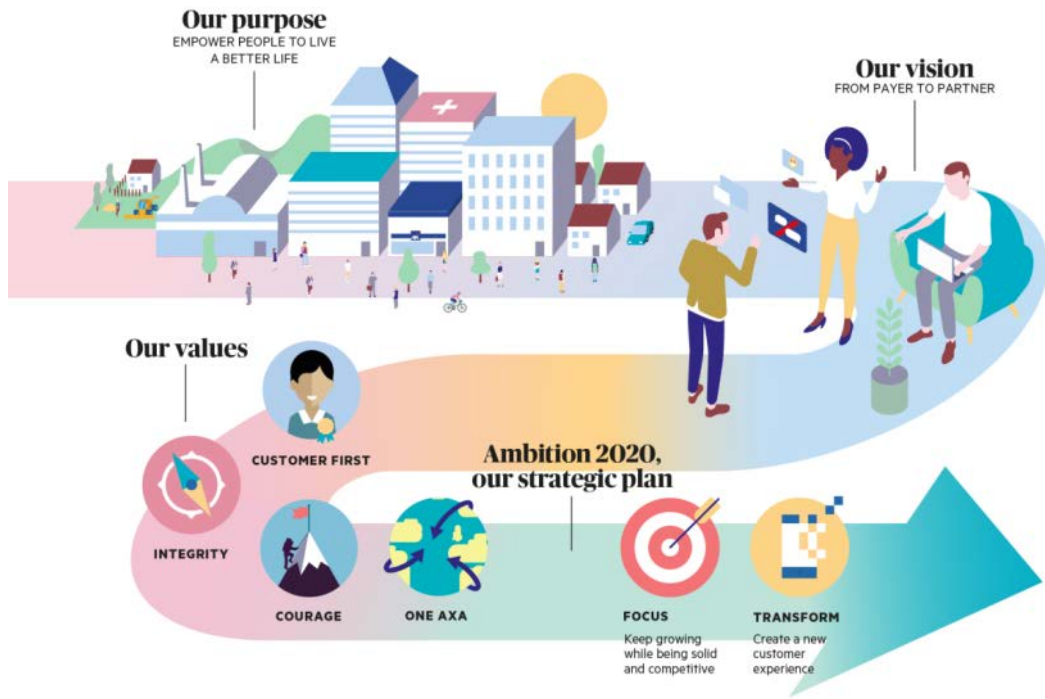 Our purpose
EMPOWER PEOPLE TO LIVE
A BETTER LIFE
Our vision
FROM PAYER TO PARTNER
Our values
CUSTOMER FIRST
INTEGRITY
COURAGE
ONE AXA
Ambition 2020,
our strategic plan
FOCUS
Keep growing
while being solid
and competitive
TRANSFORM
Create a new
customer
experience